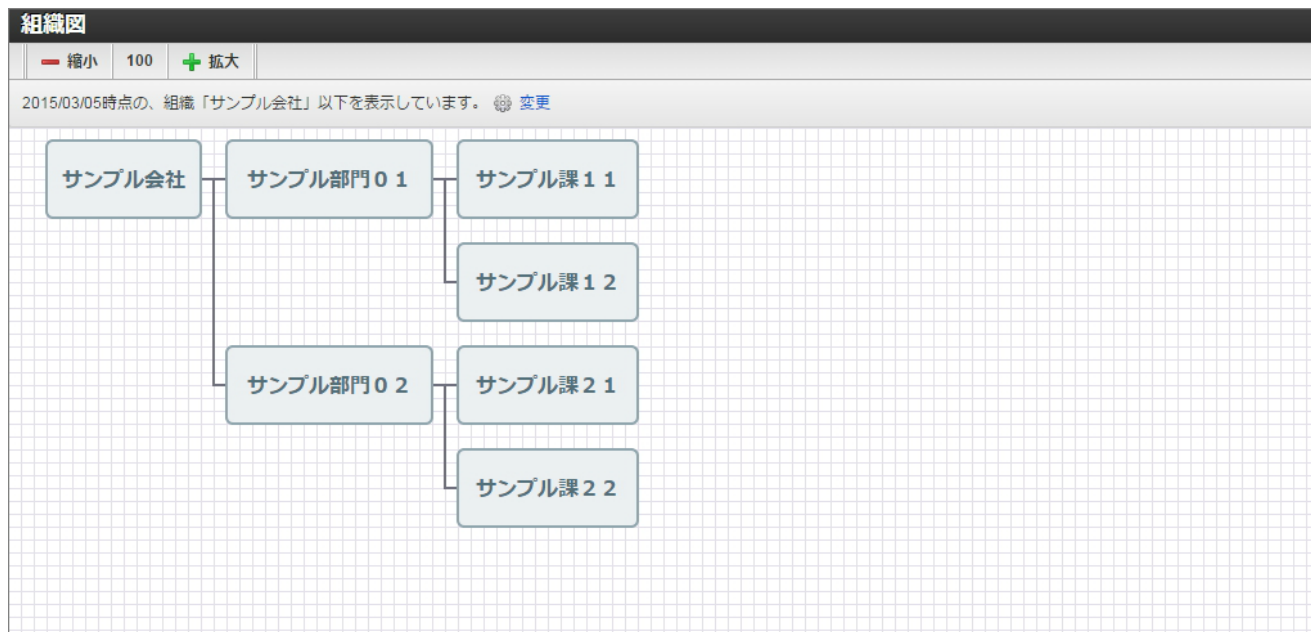 組織図
縮小 100 拡大
2015/03/05時点の、組織「サンプル会社」以下を表示しています。 変更
サンプル会社 サンプル部門01 サンプル課11
サンプル課12
サンプル部門02 サンプル課21
サンプル課22